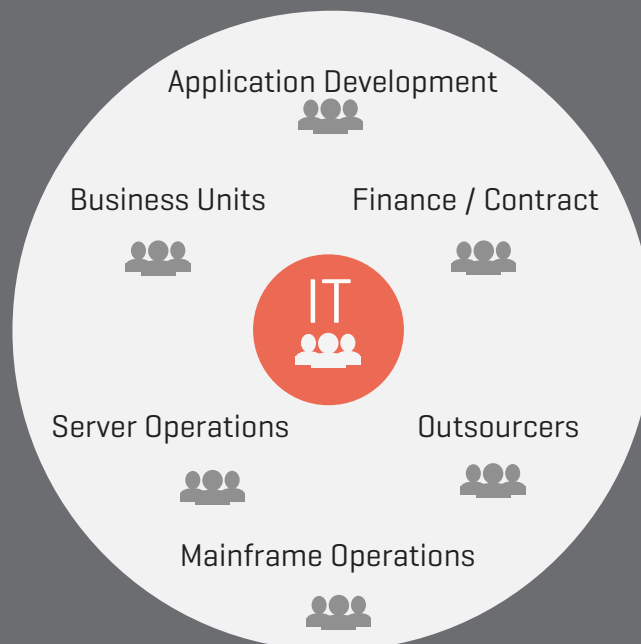 Application Development
Business Units
Finance / Contract
IT
Server Operations
Outsourcers
Mainframe Operations